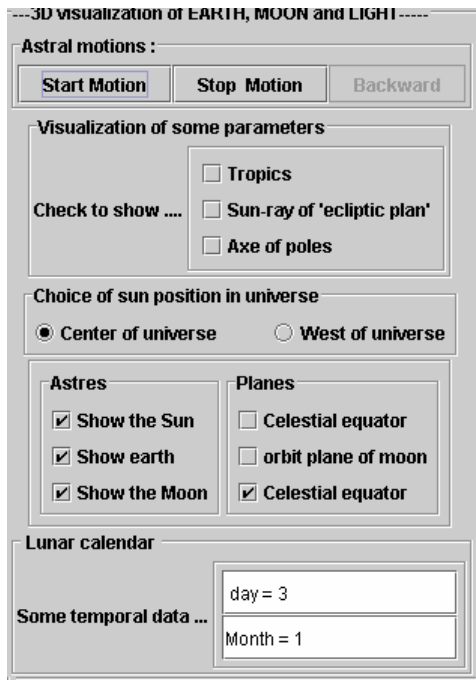 ---3D visualization of EARTH, MOON and LIGHT-----
Astral motions :
Start Motion Stop Motion Backward
Visualization of some parameters
Check to show ....
Tropics
Sun-ray of 'ecliptic plan'
Axe of poles
Choice of sun position in universe
Center of universe West of universe
Astres Planes
Show the Sun Celestial equator
Show earth orbit plane of moon
Show the Moon Celestial equator
Lunar calendar
Some temporal data ...
day = 3
Month = 1